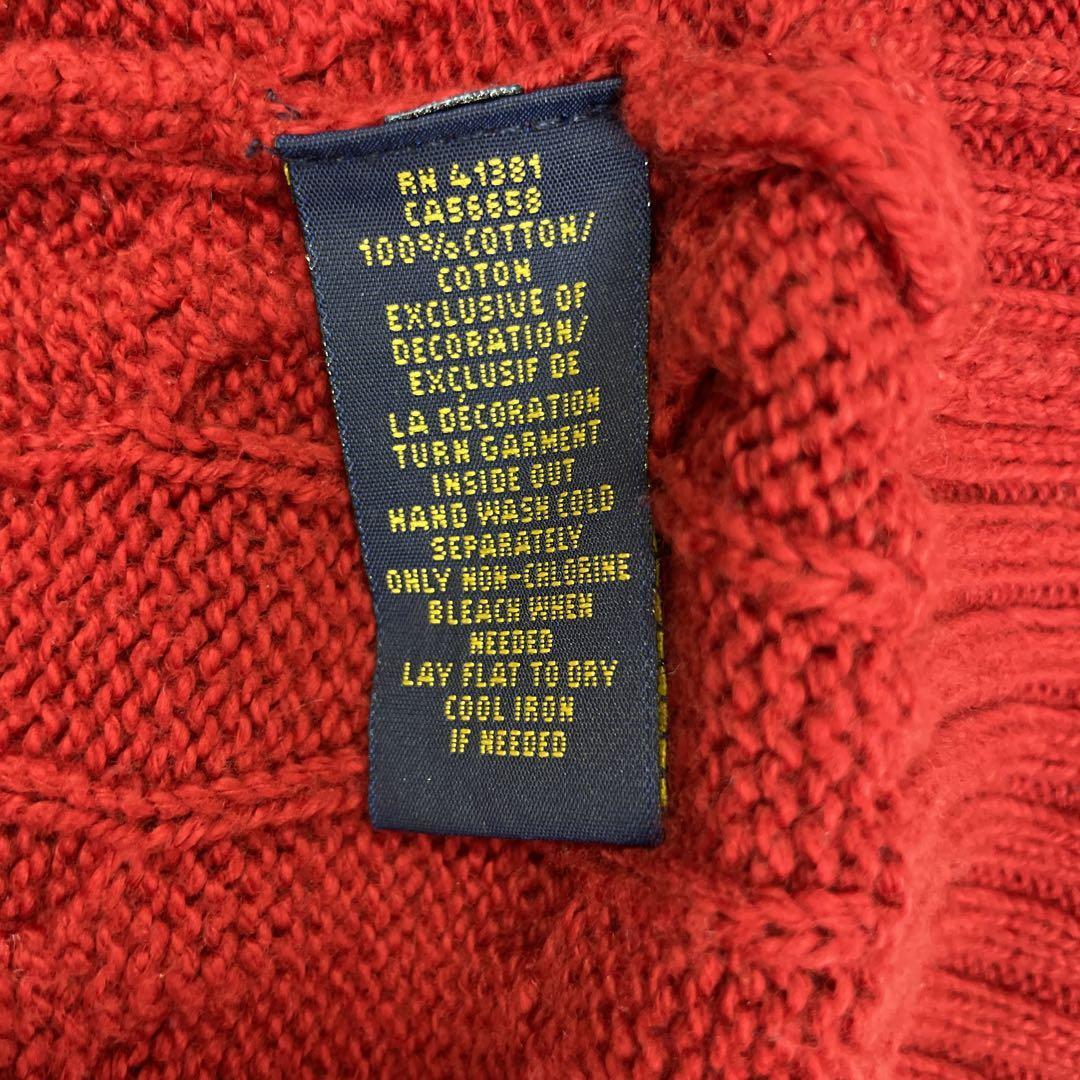 RN 41381
CA56658
100% COTTON/
COTON
EXCLUSIVE OF
DECORATION/
EXCLUSIF DE
LA DÉCORATION
TURN GARMENT
INSIDE OUT
HAND WASH COLD
SEPARATELY
ONLY NON-CHLORINE
BLEACH WHEN
NEEDED
LAY FLAT TO DRY
COOL IRON
IF NEEDED